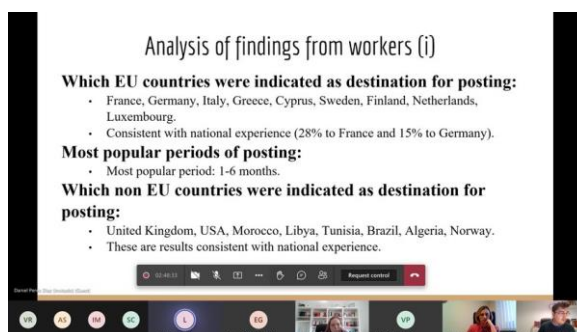 Analysis of findings from workers (i)
Which EU countries were indicated as destination for posting:
• France, Germany, Italy, Greece, Cyprus, Sweden, Finland, Netherlands,
Luxembourg.
• Consistent with national experience (28% to France and 15% to Germany).
Most popular periods of posting:
• Most popular period: 1-6 months.
Which non EU countries were indicated as destination for
posting:
• United Kingdom, USA, Morocco, Libya, Tunisia, Brazil, Algeria, Norway.
• These are results consistent with national experience.
Request control
VR AS IM SC L EG VP